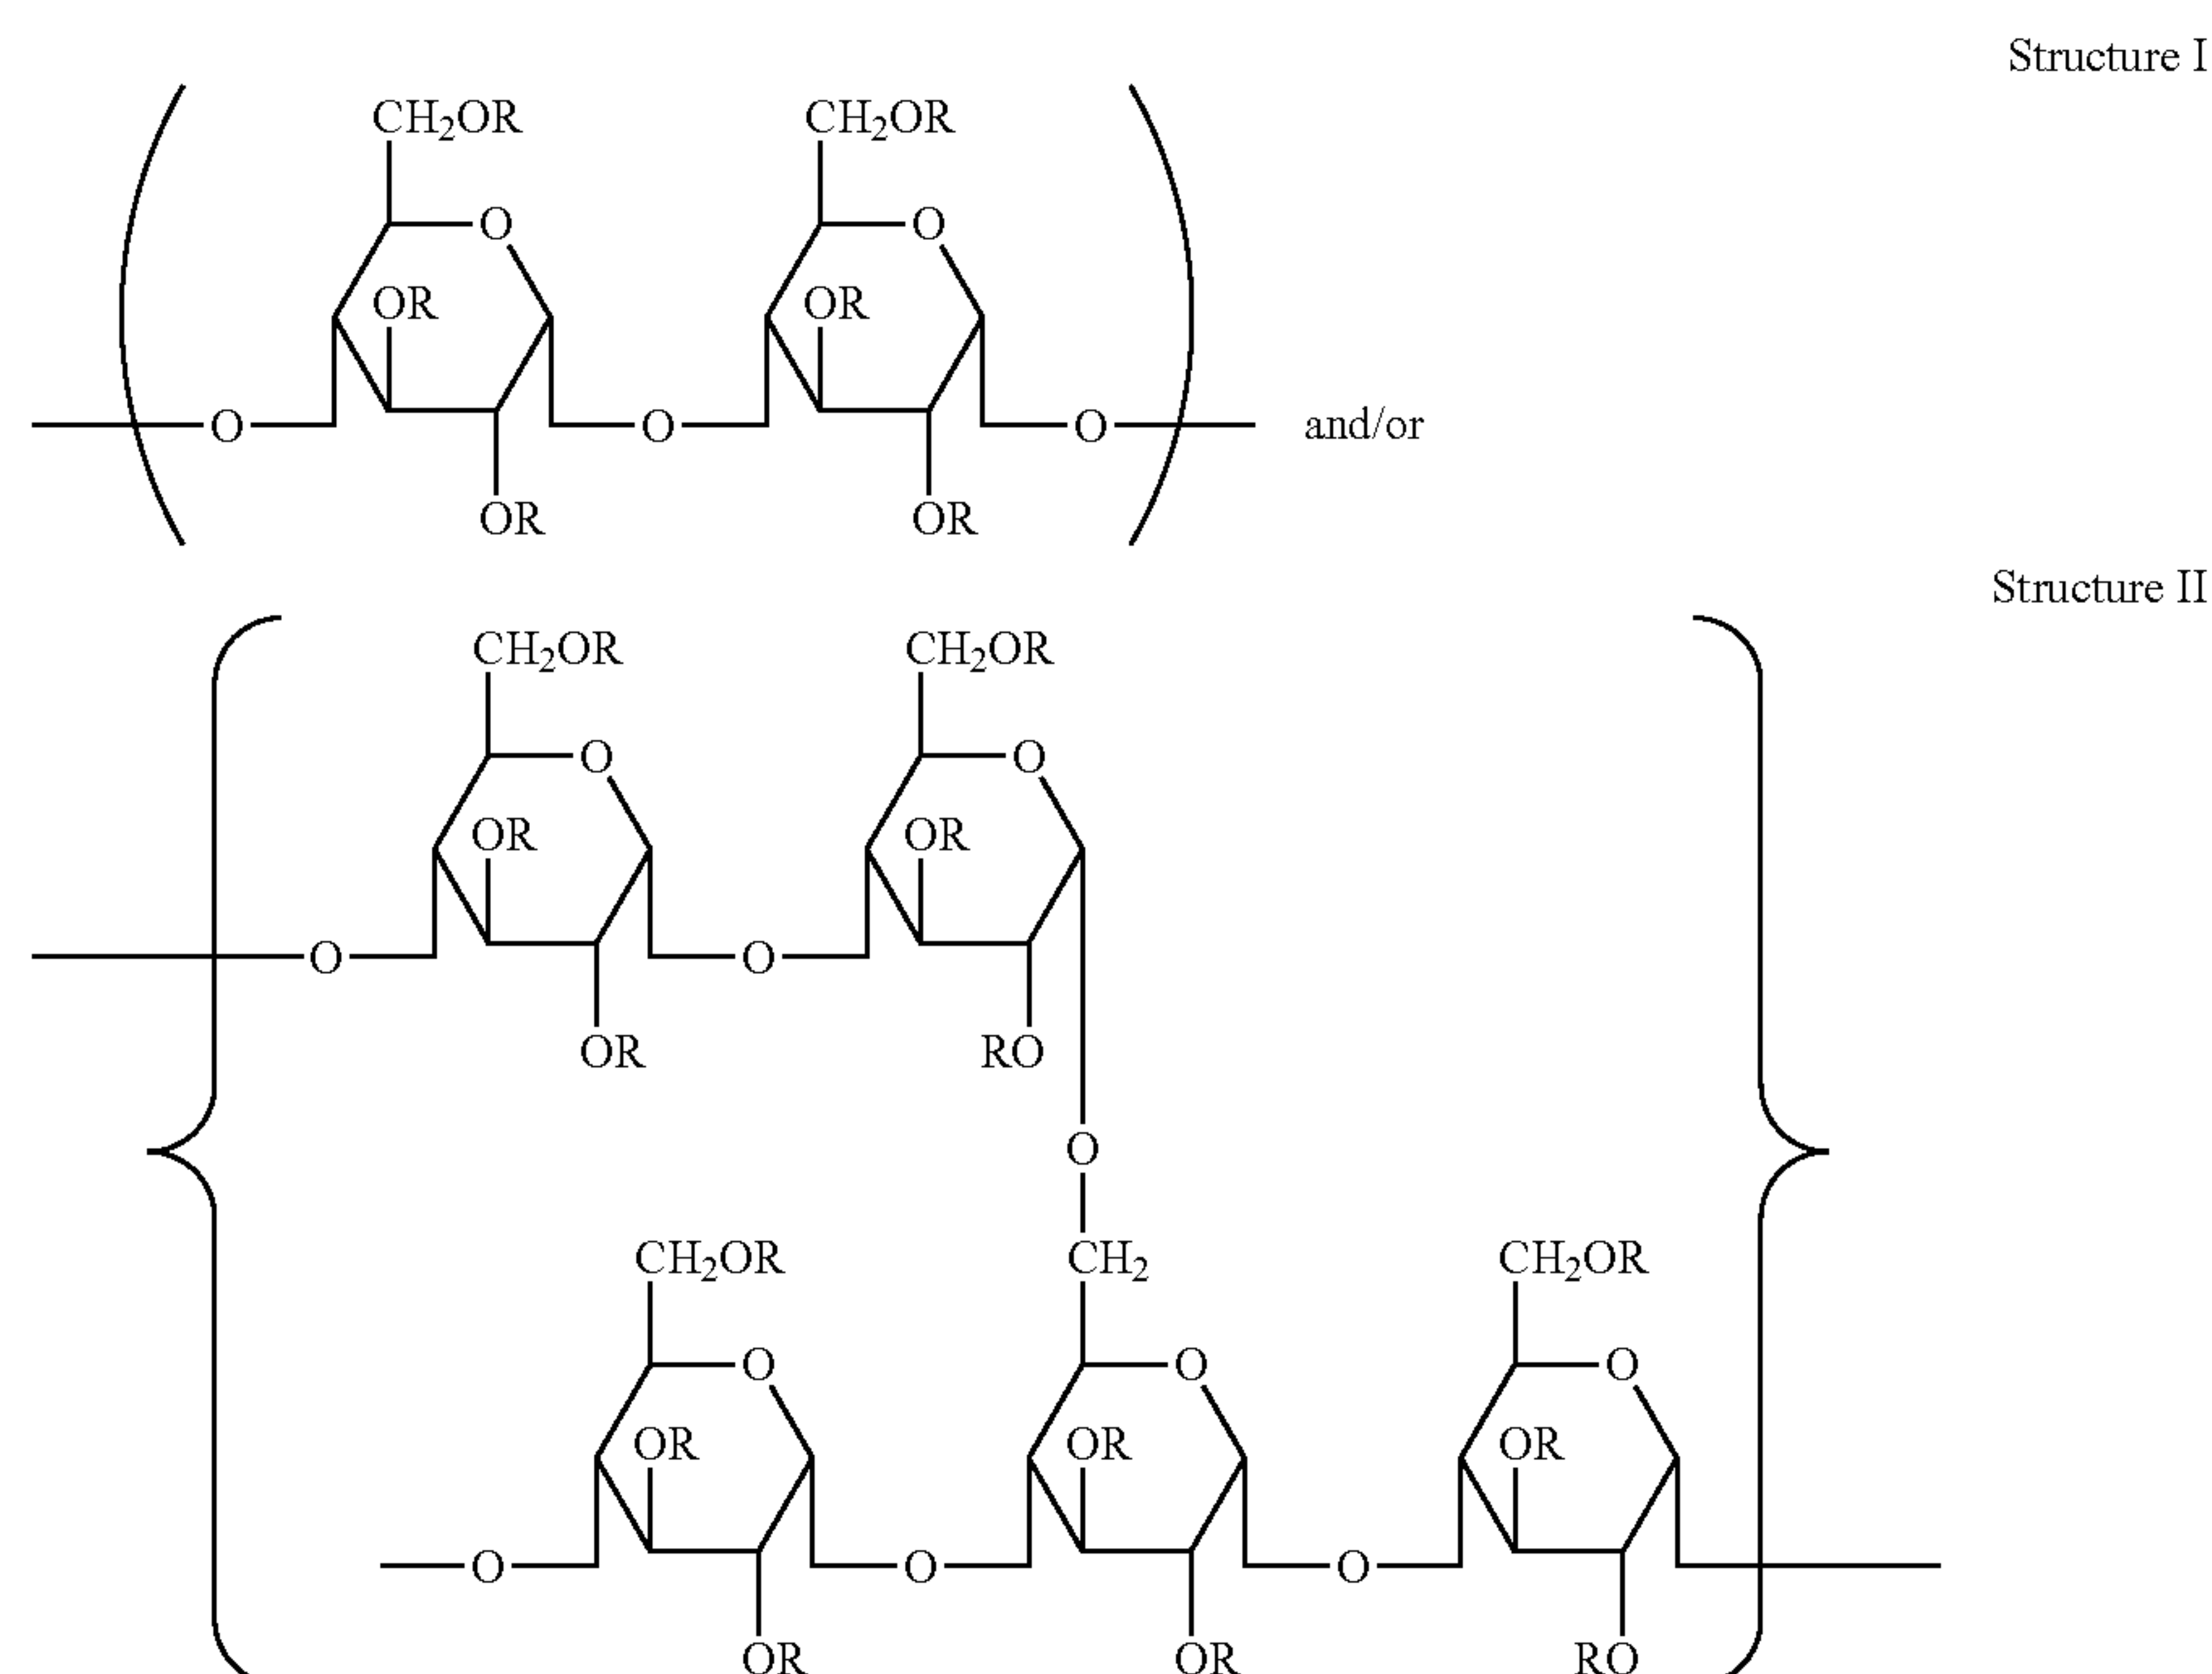 Structure I
CH₂OR CH₂OR
O O
OR OR
O O O and/or
OR OR
Structure II
CH₂OR CH₂OR
O O
OR OR
O O
OR RO
O
CH₂OR CH₂ CH₂OR
O O O
OR OR OR
O O O
OR OR RO